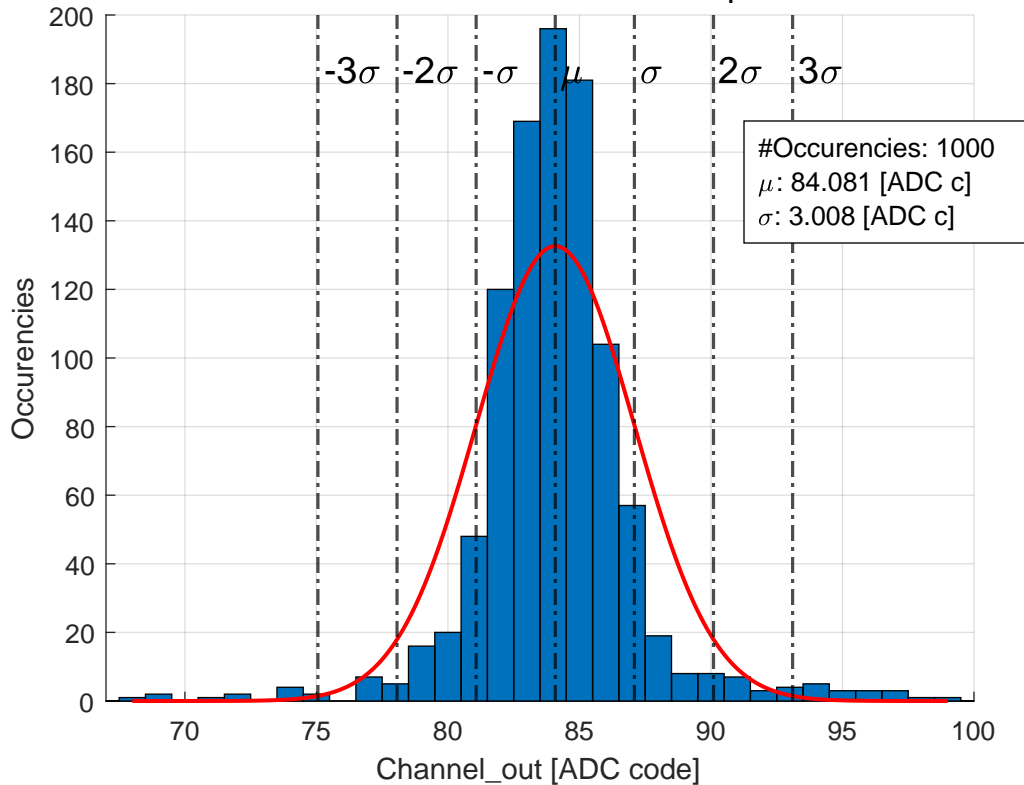 200
180
160
140
120
100
80
60
40
20
0
Occurencies
-3σ -2σ -σ μ σ 2σ 3σ
#Occurencies: 1000
μ: 84.081 [ADC c]
σ: 3.008 [ADC c]
70 75 80 85 90 95 100
Channel_out [ADC code]